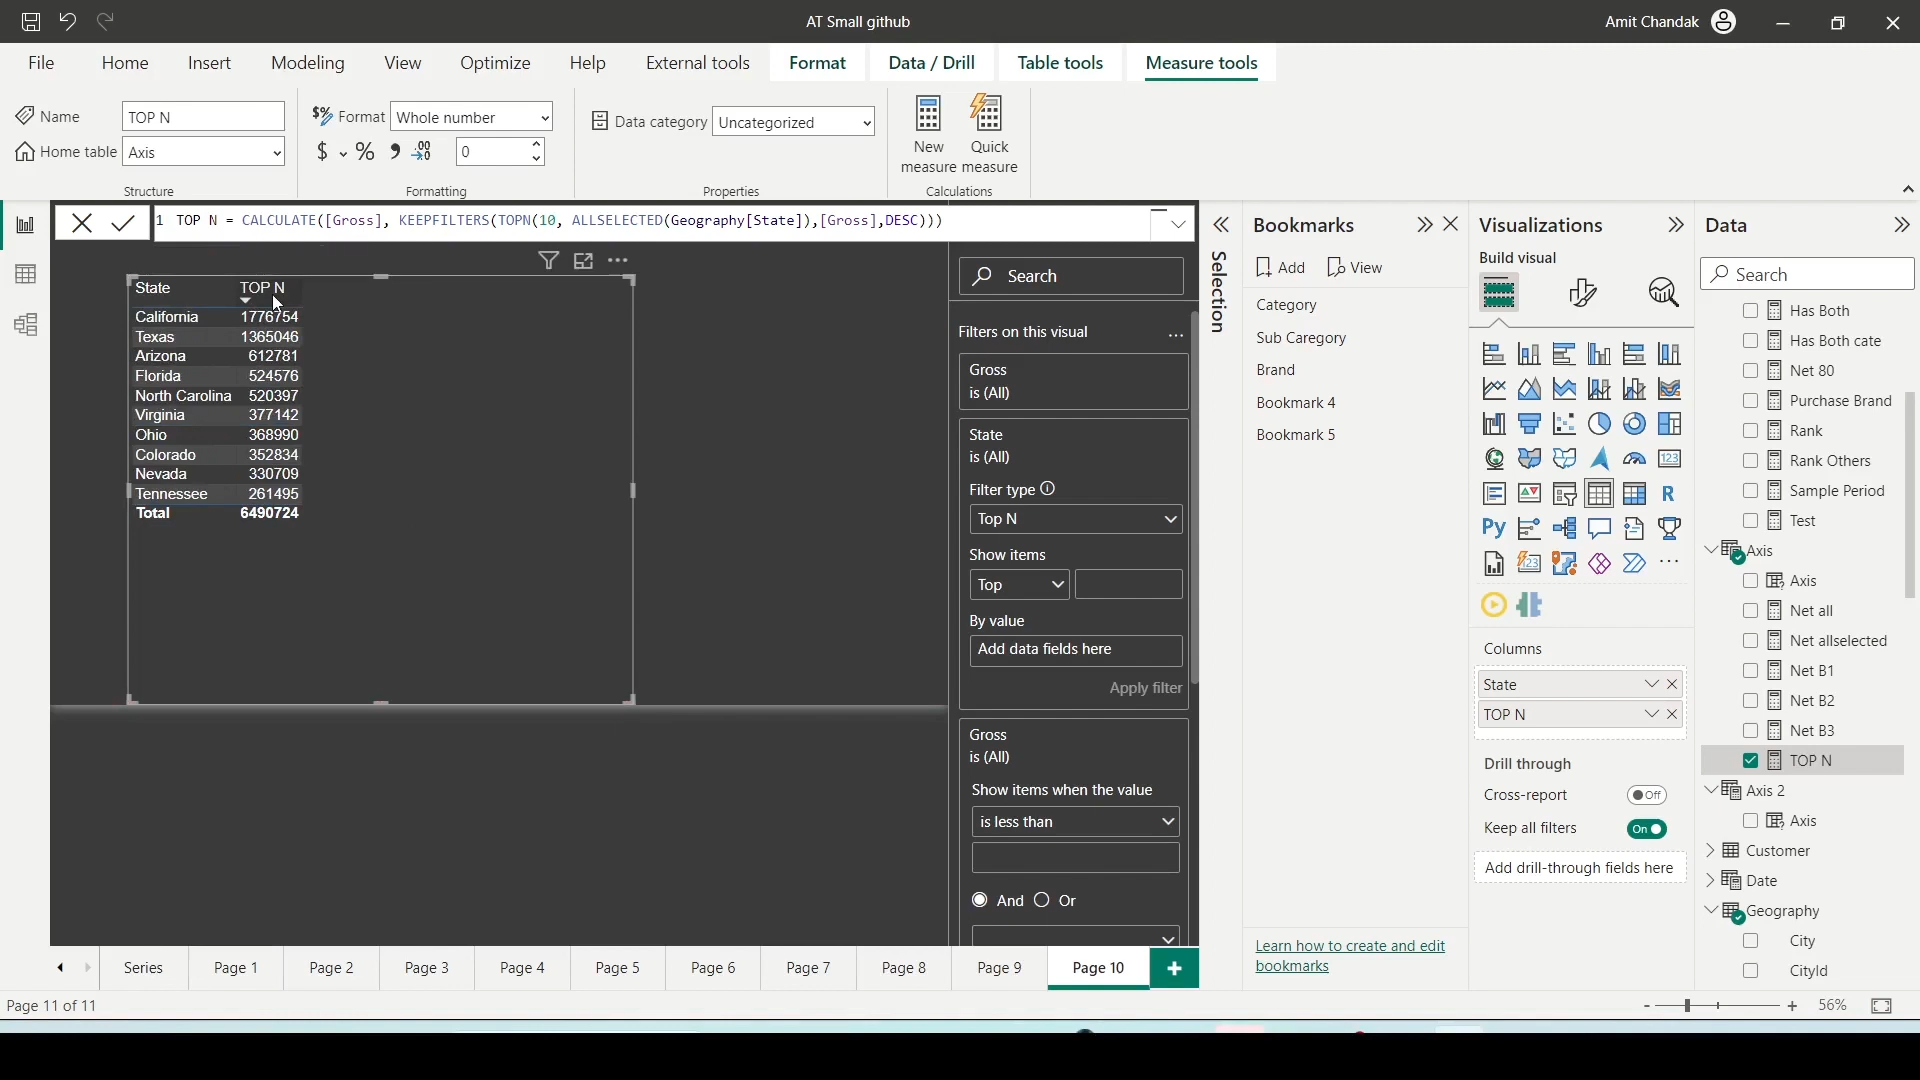 AT Small github
Amit Chandak
File Home Insert Modeling View Optimize Help External tools Format Data / Drill Table tools Measure tools
Name TOP N
Home table Axis
Structure
Format Whole number
$ % 0
Formatting
Data category Uncategorized
Properties
New measure
Quick measure
Calculations
1 TOP N = CALCULATE([Gross], KEEPFILTERS(TOPN(10, ALLSELECTED(Geography[State]),[Gross],DESC)))
State TOP N
California 1776754
Texas 1365046
Arizona 612781
Florida 524576
North Carolina 520397
Virginia 377142
Ohio 368990
Colorado 352834
Nevada 330709
Tennessee 261495
Total 6490724
Search
Filters on this visual
Gross
is (All)
State
is (All)
Filter type
Top N
Show items
Top
By value
Add data fields here
Apply filter
Gross
is (All)
Show items when the value
is less than
And Or
Selection
Bookmarks
Add View
Category
Sub Caregory
Brand
Bookmark 4
Bookmark 5
Learn how to create and edit
bookmarks
Visualizations
Build visual
123
R
Py
123
Columns
State
TOP N
Drill through
Cross-report Off
Keep all filters On
Add drill-through fields here
Data
Search
Has Both
Has Both cate
Net 80
Purchase Brand
Rank
Rank Others
Sample Period
Test
Axis
Axis
Net all
Net allselected
Net B1
Net B2
Net B3
TOP N
Axis 2
Axis
Customer
Date
Geography
City
CityId
Series Page 1 Page 2 Page 3 Page 4 Page 5 Page 6 Page 7 Page 8 Page 9 Page 10
Page 11 of 11
- + 56%